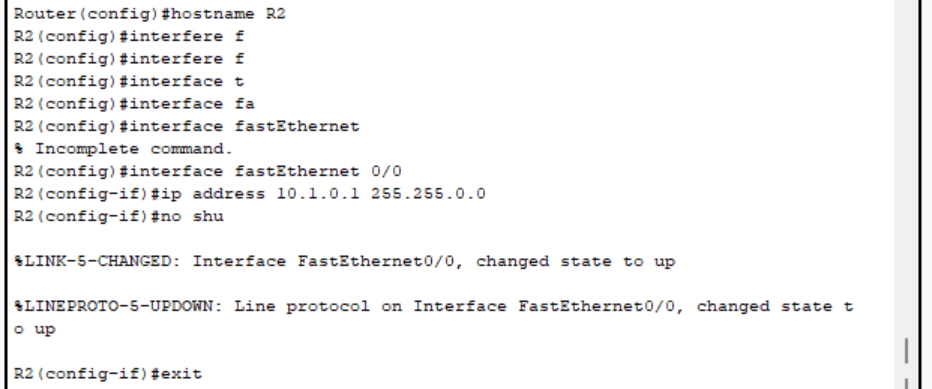 Router(config)#hostname R2
R2(config)#interfere f
R2(config)#interfere f
R2(config)#interface t
R2(config)#interface fa
R2(config)#interface fastEthernet
% Incomplete command.
R2(config)#interface fastEthernet 0/0
R2(config-if)#ip address 10.1.0.1 255.255.0.0
R2(config-if)#no shu
%LINK-5-CHANGED: Interface FastEthernet0/0, changed state to up
%LINEPROTO-5-UPDOWN: Line protocol on Interface FastEthernet0/0, changed state t
o up
R2(config-if)#exit